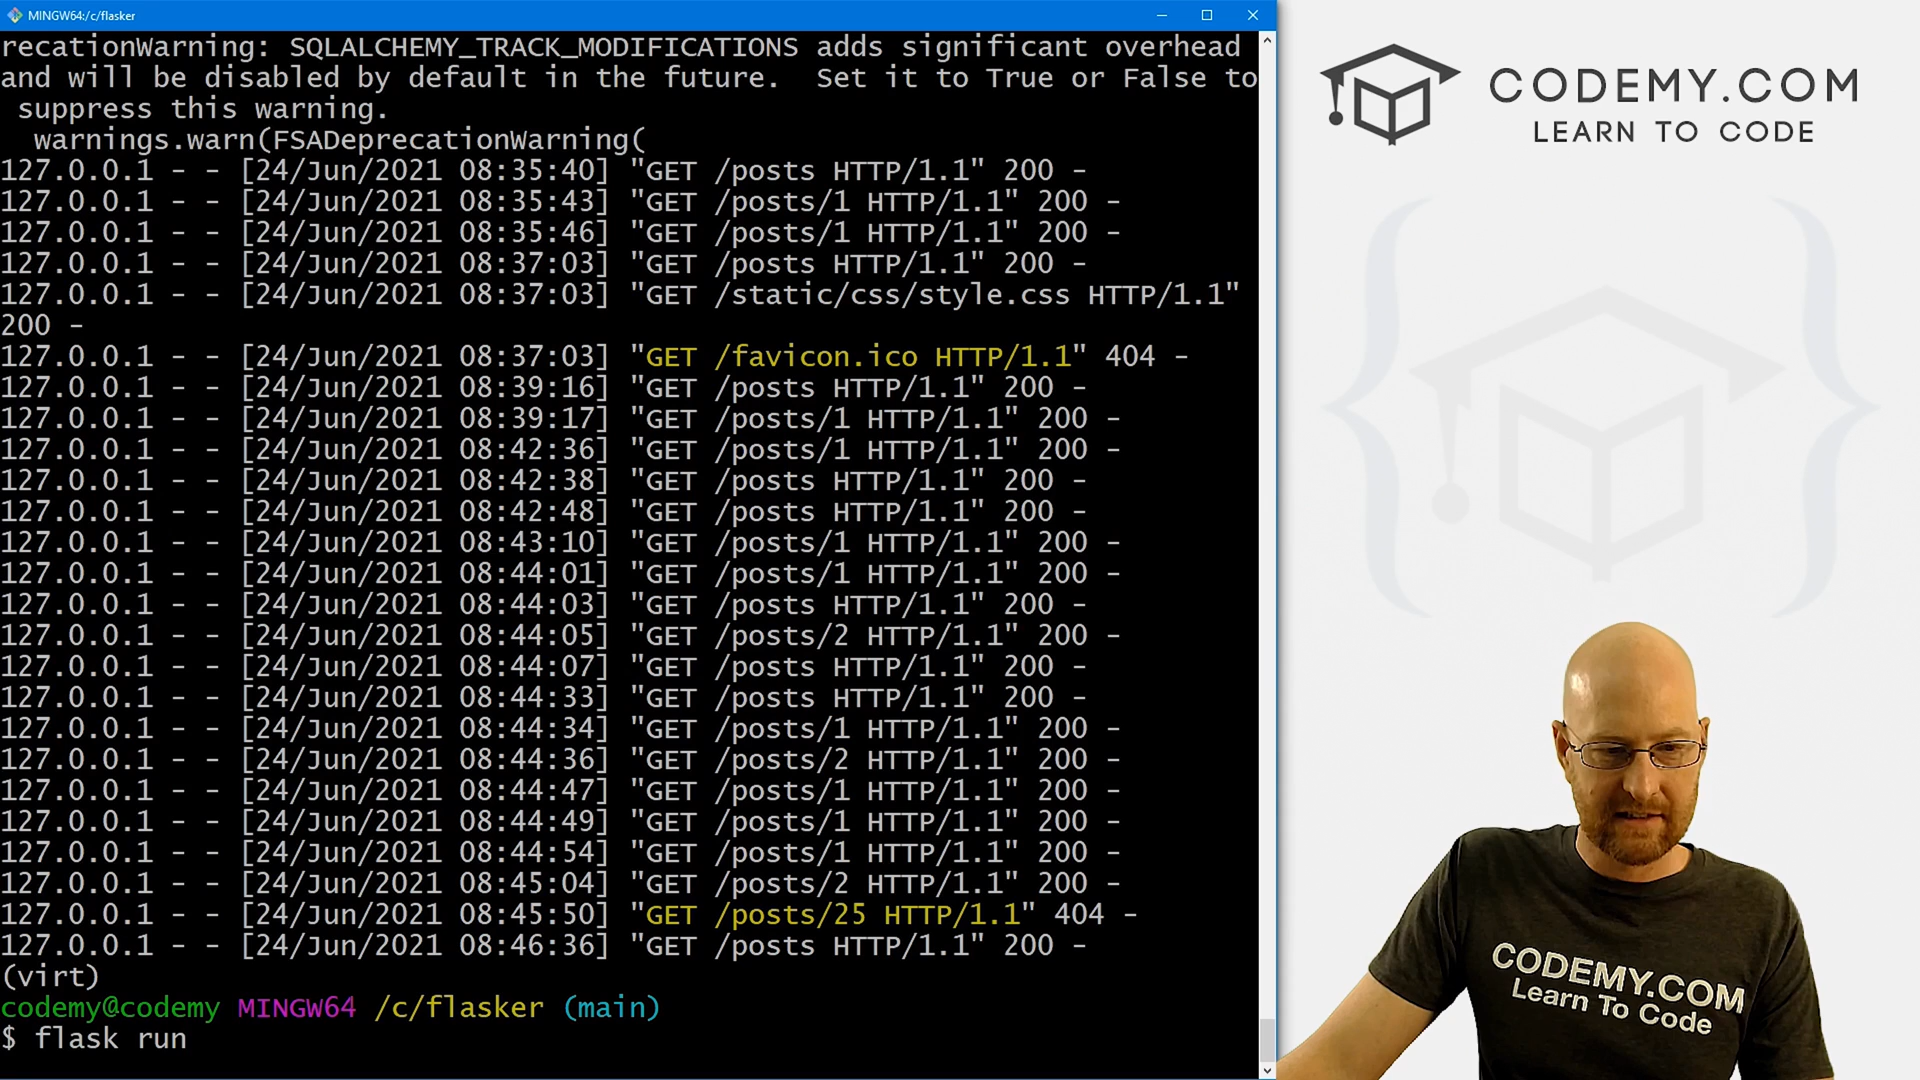 MINGW64:/c/flasker
recationWarning: SQLALCHEMY_TRACK_MODIFICATIONS adds significant overhead
and will be disabled by default in the future.  Set it to True or False to
 suppress this warning.
  warnings.warn(FSADeprecationWarning(
127.0.0.1 - - [24/Jun/2021 08:35:40] "GET /posts HTTP/1.1" 200 -
127.0.0.1 - - [24/Jun/2021 08:35:43] "GET /posts/1 HTTP/1.1" 200 -
127.0.0.1 - - [24/Jun/2021 08:35:46] "GET /posts/1 HTTP/1.1" 200 -
127.0.0.1 - - [24/Jun/2021 08:37:03] "GET /posts HTTP/1.1" 200 -
127.0.0.1 - - [24/Jun/2021 08:37:03] "GET /static/css/style.css HTTP/1.1"
200 -
127.0.0.1 - - [24/Jun/2021 08:37:03] "GET /favicon.ico HTTP/1.1" 404 -
127.0.0.1 - - [24/Jun/2021 08:39:16] "GET /posts HTTP/1.1" 200 -
127.0.0.1 - - [24/Jun/2021 08:39:17] "GET /posts/1 HTTP/1.1" 200 -
127.0.0.1 - - [24/Jun/2021 08:42:36] "GET /posts/1 HTTP/1.1" 200 -
127.0.0.1 - - [24/Jun/2021 08:42:38] "GET /posts HTTP/1.1" 200 -
127.0.0.1 - - [24/Jun/2021 08:42:48] "GET /posts HTTP/1.1" 200 -
127.0.0.1 - - [24/Jun/2021 08:43:10] "GET /posts/1 HTTP/1.1" 200 -
127.0.0.1 - - [24/Jun/2021 08:44:01] "GET /posts/1 HTTP/1.1" 200 -
127.0.0.1 - - [24/Jun/2021 08:44:03] "GET /posts HTTP/1.1" 200 -
127.0.0.1 - - [24/Jun/2021 08:44:05] "GET /posts/2 HTTP/1.1" 200 -
127.0.0.1 - - [24/Jun/2021 08:44:07] "GET /posts HTTP/1.1" 200 -
127.0.0.1 - - [24/Jun/2021 08:44:33] "GET /posts HTTP/1.1" 200 -
127.0.0.1 - - [24/Jun/2021 08:44:34] "GET /posts/1 HTTP/1.1" 200 -
127.0.0.1 - - [24/Jun/2021 08:44:36] "GET /posts/2 HTTP/1.1" 200 -
127.0.0.1 - - [24/Jun/2021 08:44:47] "GET /posts/1 HTTP/1.1" 200 -
127.0.0.1 - - [24/Jun/2021 08:44:49] "GET /posts/1 HTTP/1.1" 200 -
127.0.0.1 - - [24/Jun/2021 08:44:54] "GET /posts/1 HTTP/1.1" 200 -
127.0.0.1 - - [24/Jun/2021 08:45:04] "GET /posts/2 HTTP/1.1" 200 -
127.0.0.1 - - [24/Jun/2021 08:45:50] "GET /posts/25 HTTP/1.1" 404 -
127.0.0.1 - - [24/Jun/2021 08:46:36] "GET /posts HTTP/1.1" 200 -
(virt)
codemy@codemy MINGW64 /c/flasker (main)
$ flask run
CODEMY.COM
LEARN TO CODE
CODEMY.COM
Learn To Code